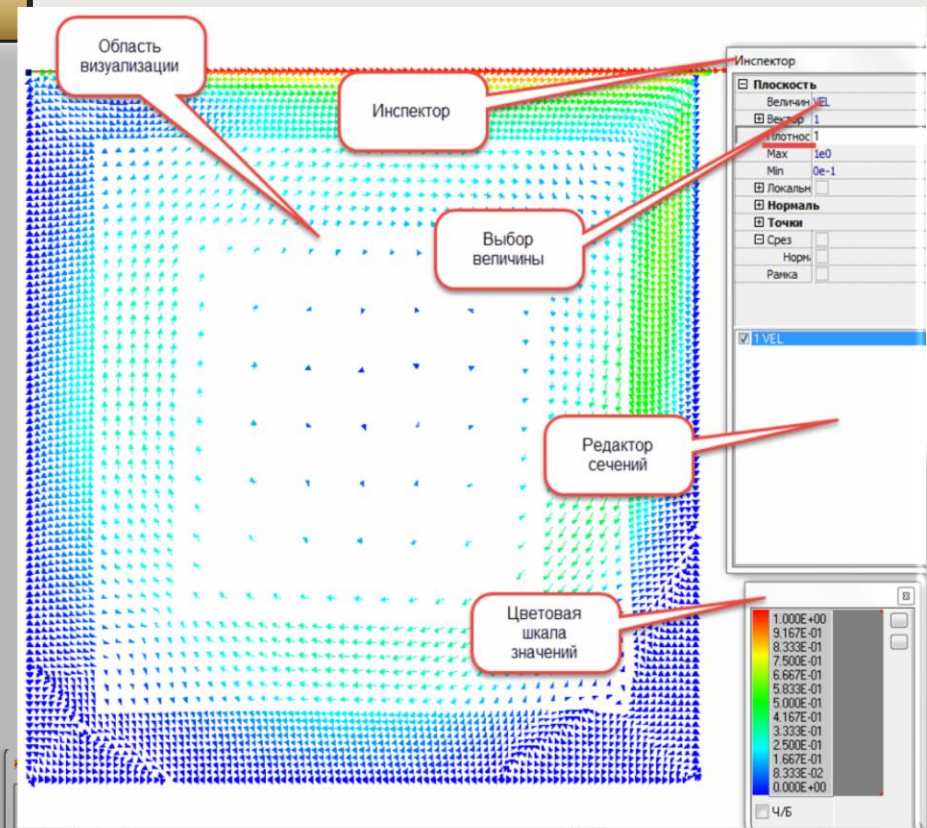 Область
визуализации
Инспектор
Инспектор
Плоскость
Величин VEL
Вектор 1
Плотнос 1
Max 1e0
Min 0e-1
Локальн
Нормаль
Точки
Срез
Норм
Рамка
Выбор
величины
1 VEL
Редактор
сечений
Цветовая
шкала
значений
1.000E+00
9.167E-01
8.333E-01
7.500E-01
6.667E-01
5.833E-01
5.000E-01
4.167E-01
3.333E-01
2.500E-01
1.667E-01
8.333E-02
0.000E+00
Ч/Б